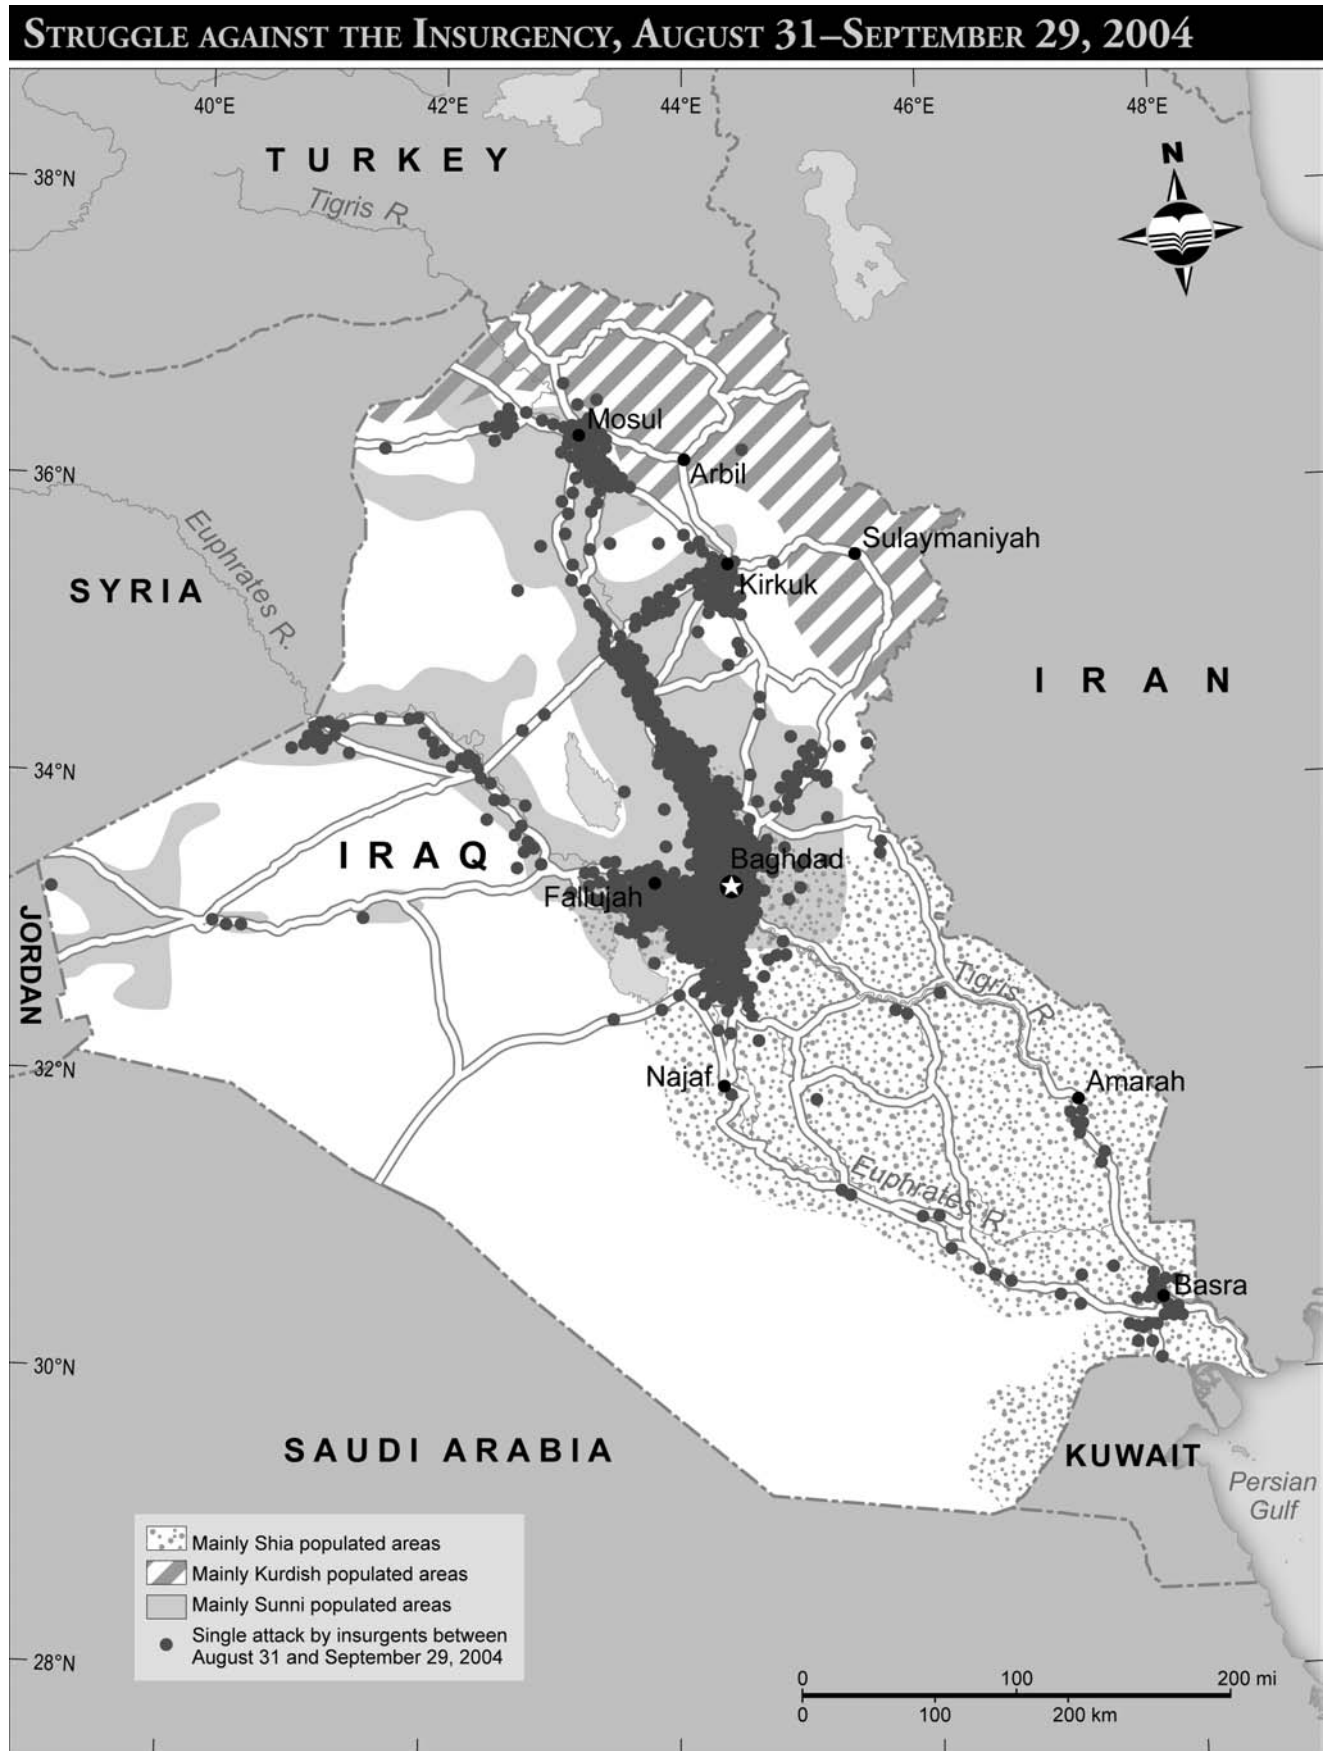 STRUGGLE AGAINST THE INSURGENCY, AUGUST 31–SEPTEMBER 29, 2004
40°E
42°E
44°E
46°E
48°E
TURKEY
N
38°N
Tigris R.
Mosul
Arbil
36°N
Euphrates R.
Sulaymaniyah
SYRIA
Kirkuk
IRAN
34°N
IRAQ
Baghdad
Fallujah
JORDAN
Tigris R.
32°N
Najaf
Amarah
Euphrates R.
Basra
30°N
SAUDI ARABIA
KUWAIT
Persian
Gulf
Mainly Shia populated areas
Mainly Kurdish populated areas
Mainly Sunni populated areas
Single attack by insurgents between
August 31 and September 29, 2004
28°N
0 100 200 mi
0 100 200 km